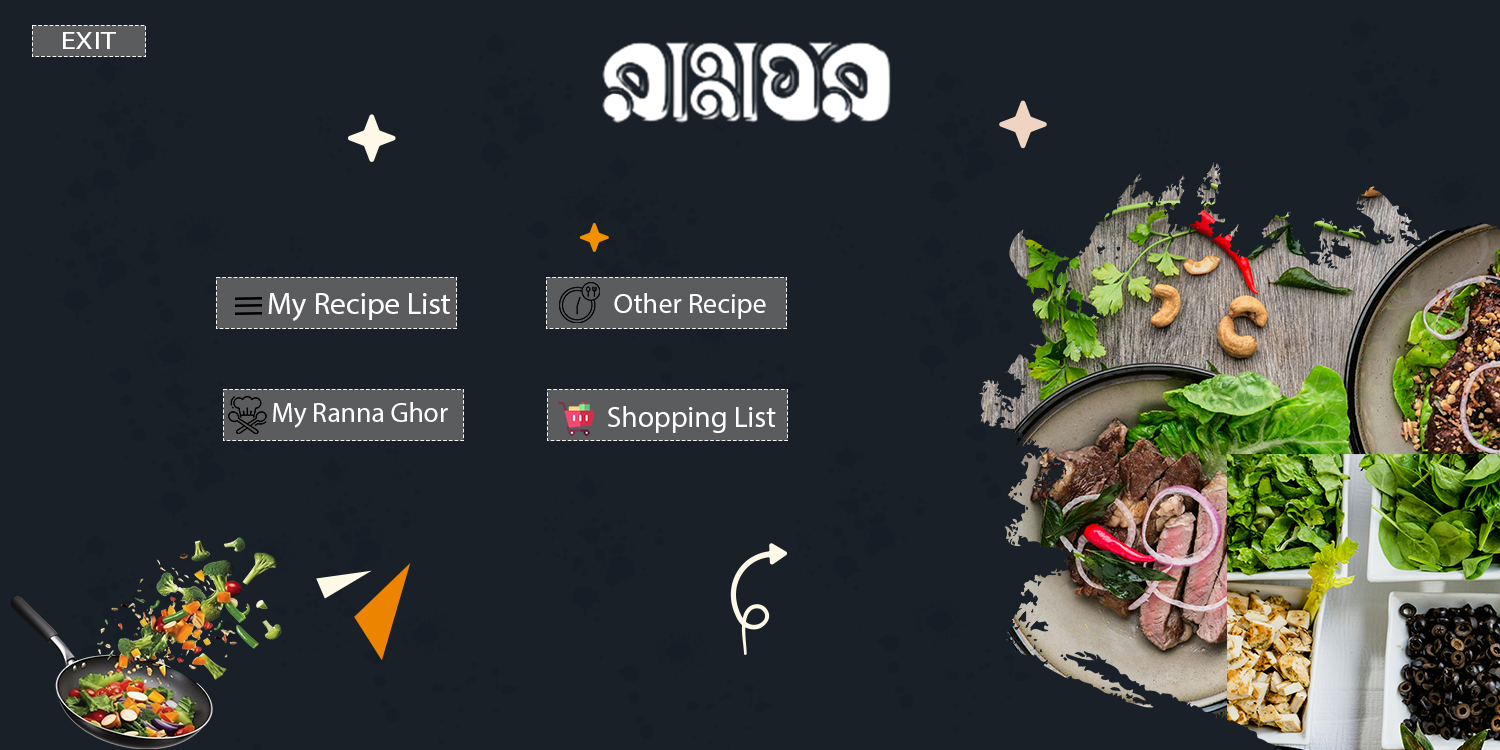 EXIT
রান্নাঘর
My Recipe List
Other Recipe
My Ranna Ghor
Shopping List